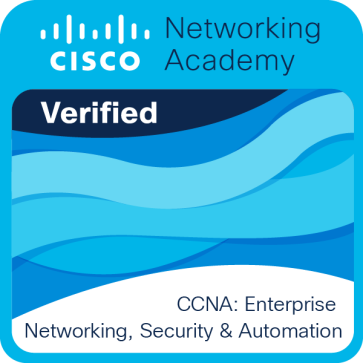 CISCO Networking
Academy
Verified
CCNA: Enterprise
Networking, Security & Automation